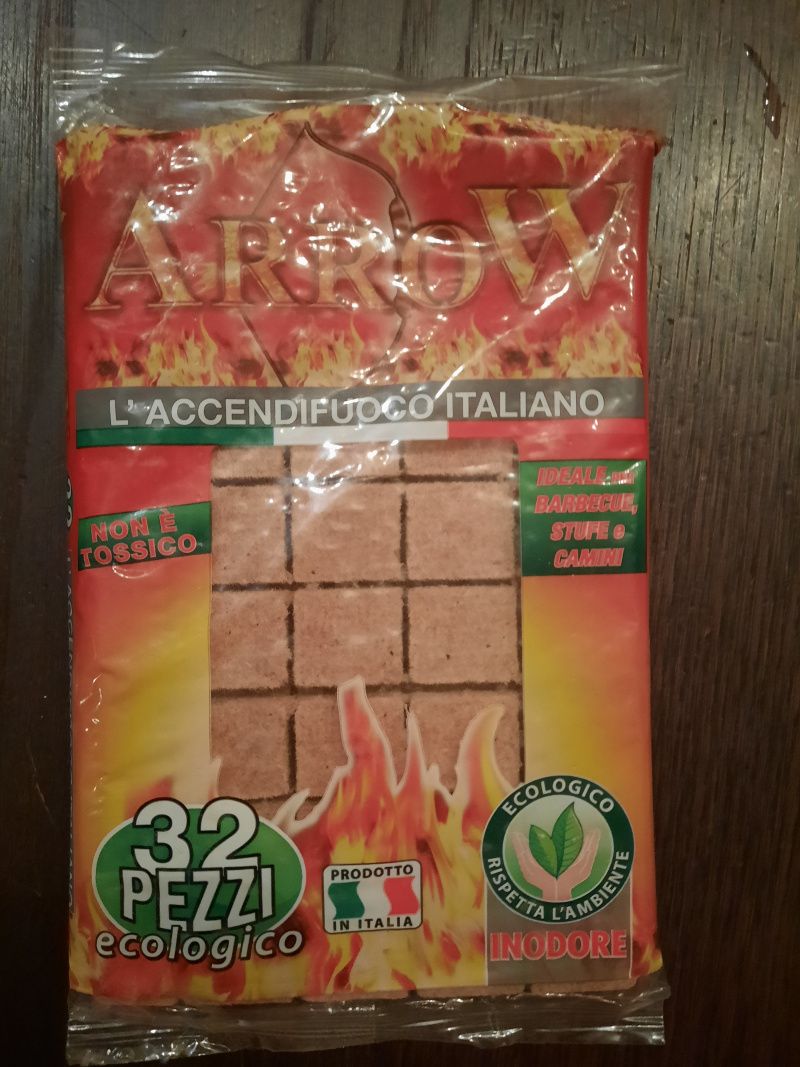 ARROW
L' ACCENDIFUOCO ITALIANO
NON È
TOSSICO
IDEALE per
BARBECUE,
STUFE e
CAMINI
32
PEZZI
ecologico
PRODOTTO
IN ITALIA
ECOLOGICO
RISPETTA L'AMBIENTE
INODORE